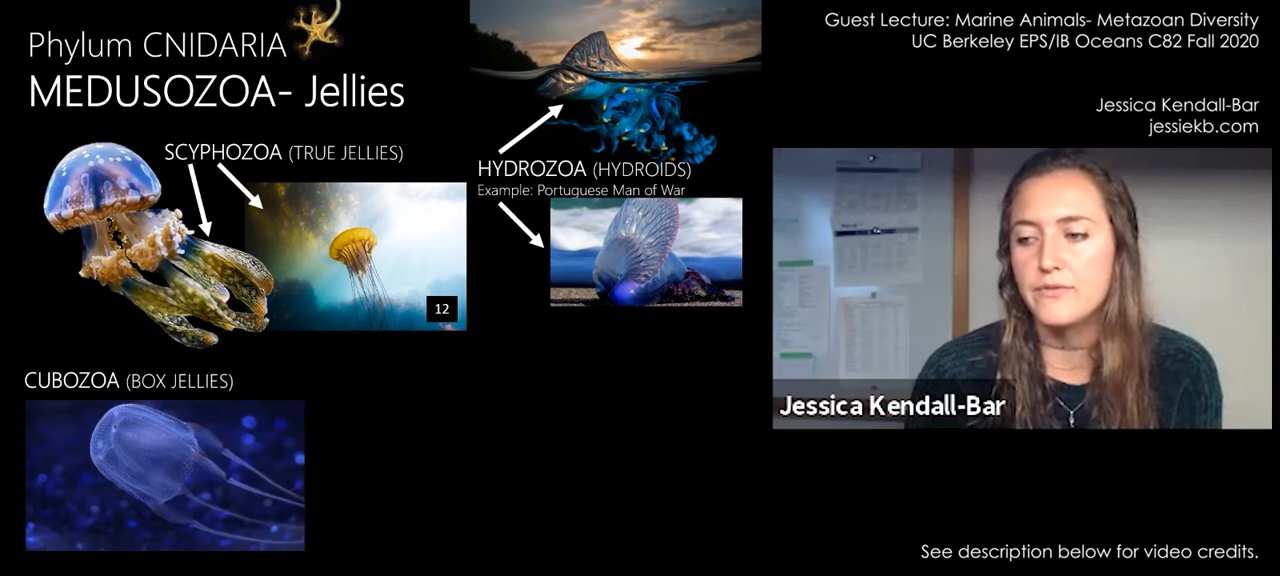 Phylum CNIDARIA
MEDUSOZOA- Jellies
SCYPHOZOA (TRUE JELLIES)
12
HYDROZOA (HYDROIDS)
Example: Portuguese Man of War
CUBOZOA (BOX JELLIES)
Guest Lecture: Marine Animals- Metazoan Diversity
UC Berkeley EPS/IB Oceans C82 Fall 2020
Jessica Kendall-Bar
jessiekb.com
Jessica Kendall-Bar
See description below for video credits.